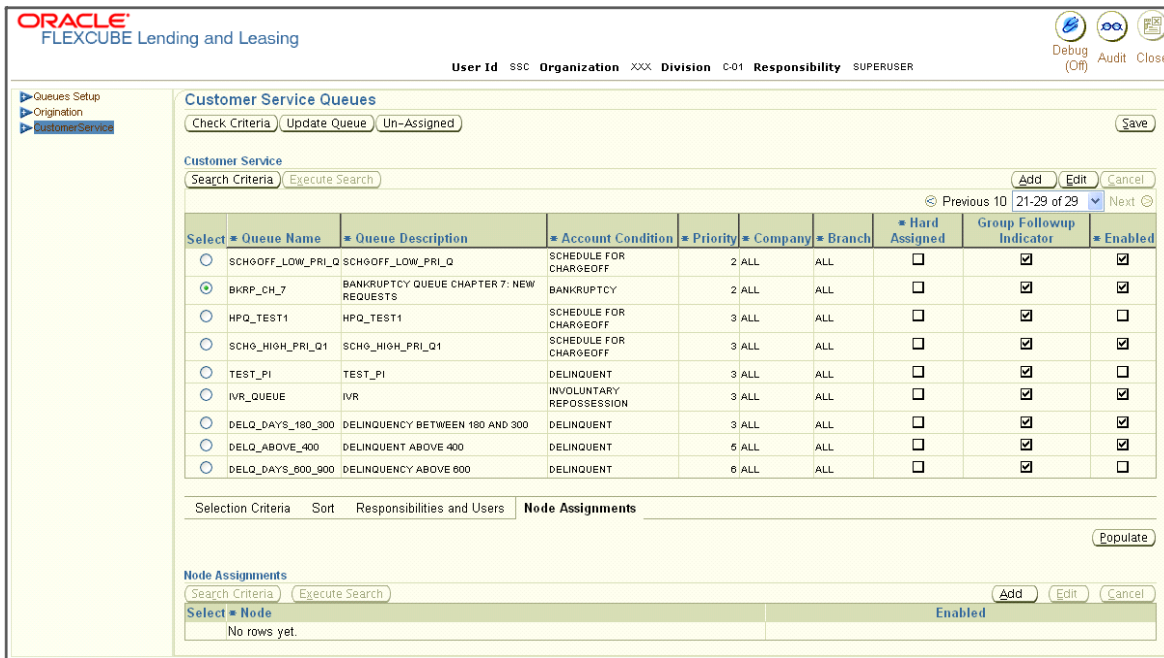 ORACLE
FLEXCUBE Lending and Leasing
Debug (Off)
Audit
Close
User Id SSC Organization XXX Division C-01 Responsibility SUPERUSER
Queues Setup
Origination
CustomerService
Customer Service Queues
Check Criteria Update Queue Un-Assigned Save
Customer Service
Search Criteria Execute Search Add Edit Cancel
Previous 10 21-29 of 29 Next
Select * Queue Name * Queue Description * Account Condition * Priority * Company * Branch * Hard Assigned Group Followup Indicator * Enabled
SCHGOFF_LOW_PRI_Q SCHGOFF_LOW_PRI_Q SCHEDULE FOR CHARGEOFF 2 ALL ALL
BKRP_CH_7 BANKRUPTCY QUEUE CHAPTER 7: NEW REQUESTS BANKRUPTCY 2 ALL ALL
HPQ_TEST1 HPQ_TEST1 SCHEDULE FOR CHARGEOFF 3 ALL ALL
SCHG_HIGH_PRI_Q1 SCHG_HIGH_PRI_Q1 SCHEDULE FOR CHARGEOFF 3 ALL ALL
TEST_PI TEST_PI DELINQUENT 3 ALL ALL
IVR_QUEUE IVR INVOLUNTARY REPOSSESSION 3 ALL ALL
DELQ_DAYS_180_300 DELINQUENCY BETWEEN 180 AND 300 DELINQUENT 3 ALL ALL
DELQ_ABOVE_400 DELINQUENT ABOVE 400 DELINQUENT 5 ALL ALL
DELQ_DAYS_600_900 DELINQUENCY ABOVE 600 DELINQUENT 6 ALL ALL
Selection Criteria Sort Responsibilities and Users Node Assignments
Populate
Node Assignments
Search Criteria Execute Search Add Edit Cancel
Select * Node Enabled
No rows yet.